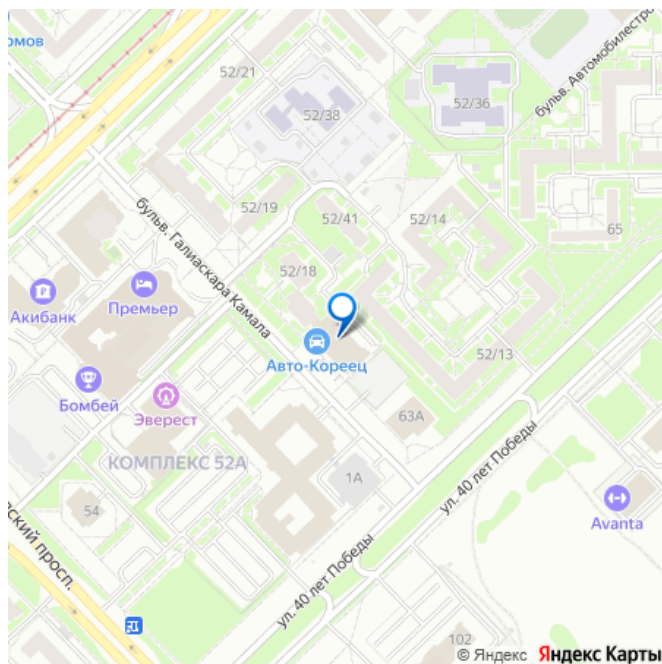 омов
52/21
52/38
52/36
бульв. Автомобилестро
бульв. Галиаскара Камала
52/19
52/41
52/14
65
52/18
Акибанк
Премьер
Авто-Кореец
52/13
Бомбей
Эверест
63А
КОМПЛЕКС 52А
1А
54
ул. 40 лет Победы
Avanta
вский просп.
ул. 40 лет Победы
102
© Яндекс Яндекс Карты